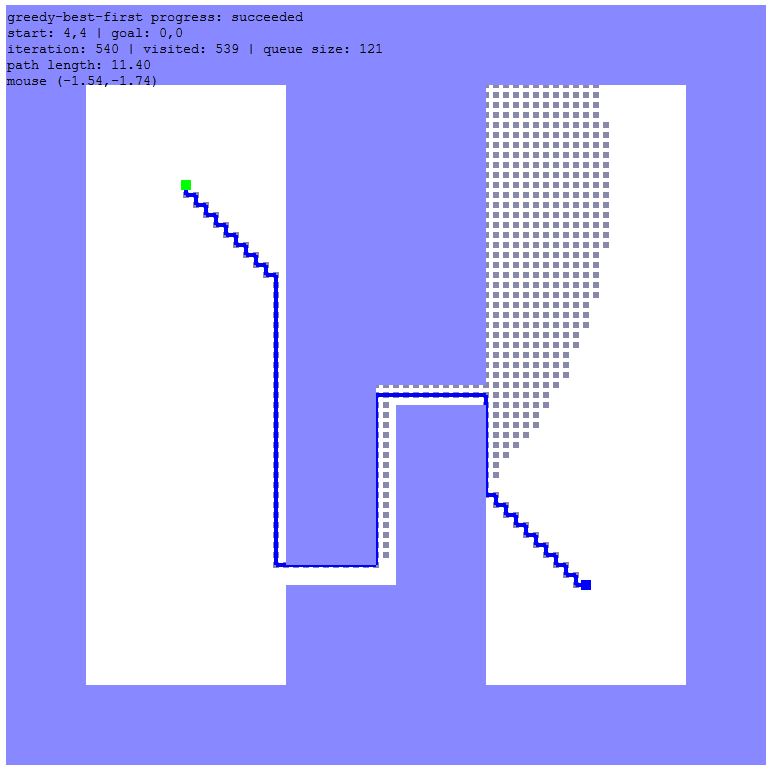 greedy-best-first progress: succeeded
start: 4,4 | goal: 0,0
iteration: 540 | visited: 539 | queue size: 121
path length: 11.40
mouse (-1.54,-1.74)